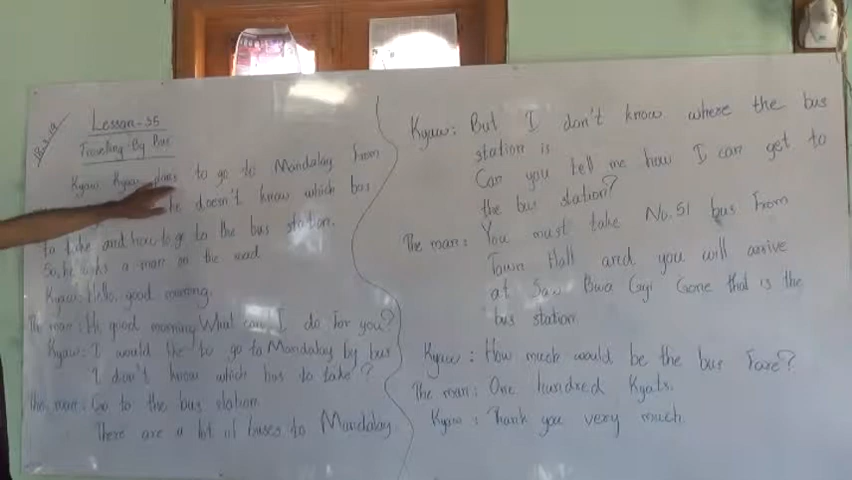 Lesson-35
Travelling By Bus
Kyaw Kyaw plans to go to Mandalay From
he doesn't know which bus
to take and how to go to the bus station.
So, he asks a man on the road
Kyaw: Hello, good morning.
The man: Hi, good morning. What can I do For you?
Kyaw: I would like to go to Mandalay by bus
I don't know which bus to take?
The man: Go to the bus station.
There are a lot of buses to Mandalay.
Kyaw: But I don't know where the bus
station is
Can you tell me how I can get to
the bus station?
The man: You must take No.51 bus From
Town Hall and you will arrive
at Saw Bwa Gyi Gone that is the
bus station.
Kyaw: How much would be the bus Fare?
The man: One hundred Kyats.
Kyaw: Thank you very much.